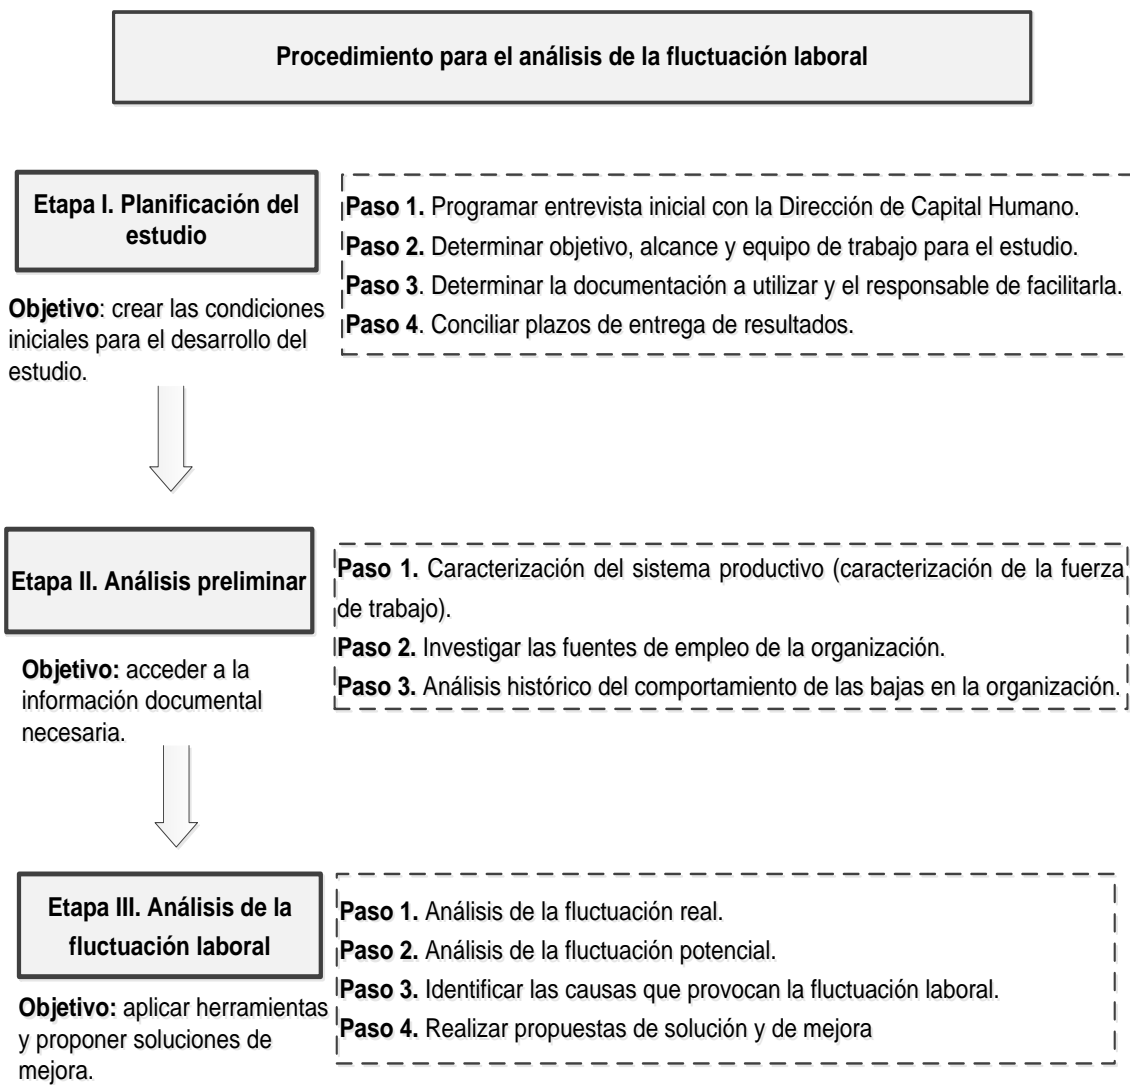 Procedimiento para el análisis de la fluctuación laboral
Etapa I. Planificación del
estudio
Objetivo: crear las condiciones
iniciales para el desarrollo del
estudio.
Paso 1. Programar entrevista inicial con la Dirección de Capital Humano.
Paso 2. Determinar objetivo, alcance y equipo de trabajo para el estudio.
Paso 3. Determinar la documentación a utilizar y el responsable de facilitarla.
Paso 4. Conciliar plazos de entrega de resultados.
Etapa II. Análisis preliminar
Objetivo: acceder a la
información documental
necesaria.
Paso 1. Caracterización del sistema productivo (caracterización de la fuerza
de trabajo).
Paso 2. Investigar las fuentes de empleo de la organización.
Paso 3. Análisis histórico del comportamiento de las bajas en la organización.
Etapa III. Análisis de la
fluctuación laboral
Objetivo: aplicar herramientas
y proponer soluciones de
mejora.
Paso 1. Análisis de la fluctuación real.
Paso 2. Análisis de la fluctuación potencial.
Paso 3. Identificar las causas que provocan la fluctuación laboral.
Paso 4. Realizar propuestas de solución y de mejora